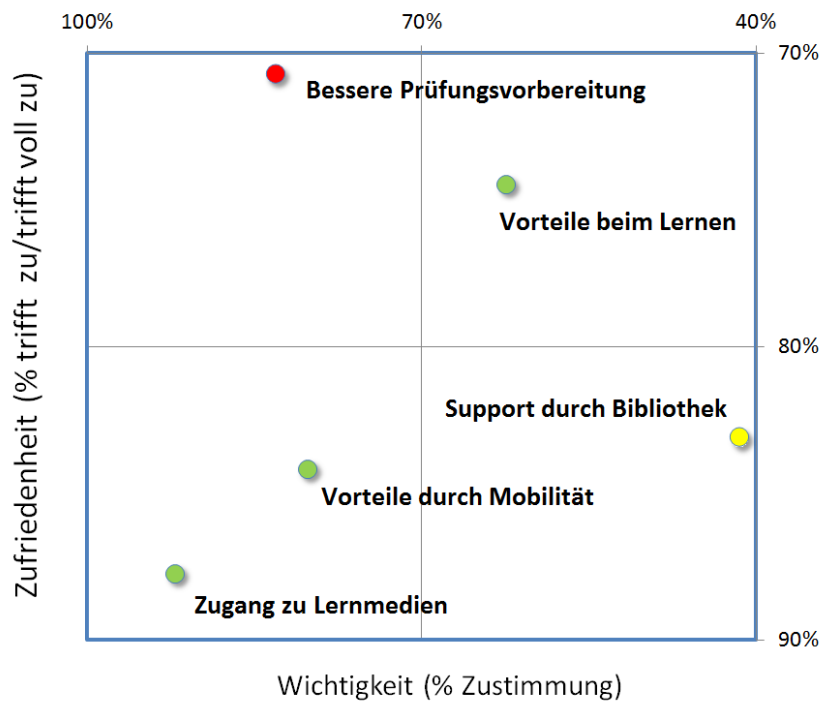 100%
70%
40%
70%
Zufriedenheit (% trifft zu/trifft voll zu)
Bessere Prüfungsvorbereitung
Vorteile beim Lernen
80%
Support durch Bibliothek
Vorteile durch Mobilität
Zugang zu Lernmedien
90%
Wichtigkeit (% Zustimmung)